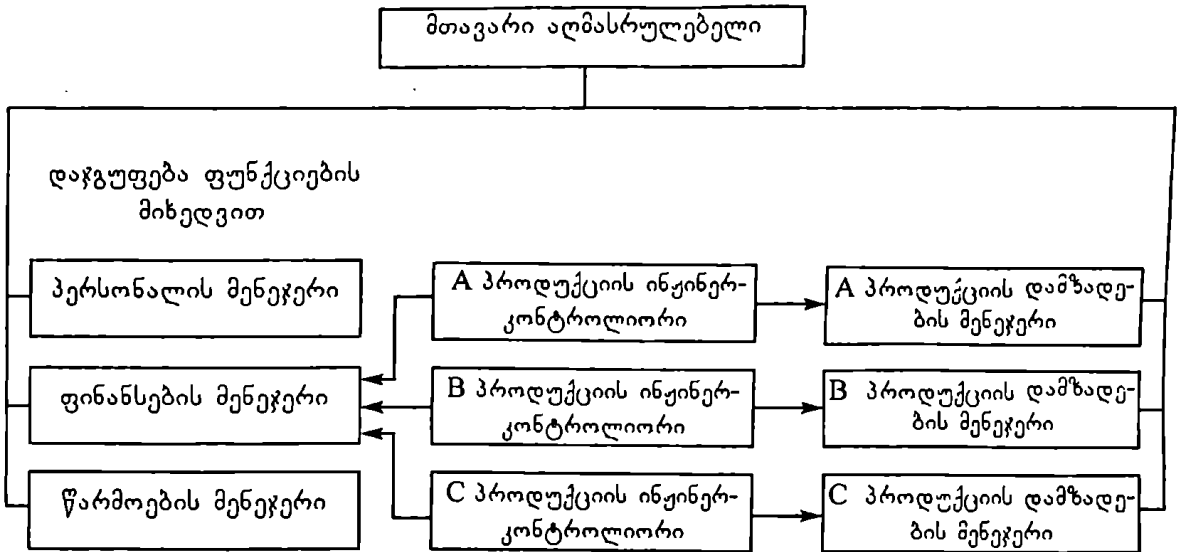 მთავარი აღმასრულებელი
დაჯგუფება ფუნქციების
მიხედვით
პერსონალის მენეჯერი
ფინანსების მენეჯერი
წარმოების მენეჯერი
A პროდუქციის ინჟინერ-
კონტროლიორი
B პროდუქციის ინჟინერ-
კონტროლიორი
C პროდუქციის ინჟინერ-
კონტროლიორი
A პროდუქციის დამზადე-
ბის მენეჯერი
B პროდუქციის დამზადე-
ბის მენეჯერი
C პროდუქციის დამზადე-
ბის მენეჯერი